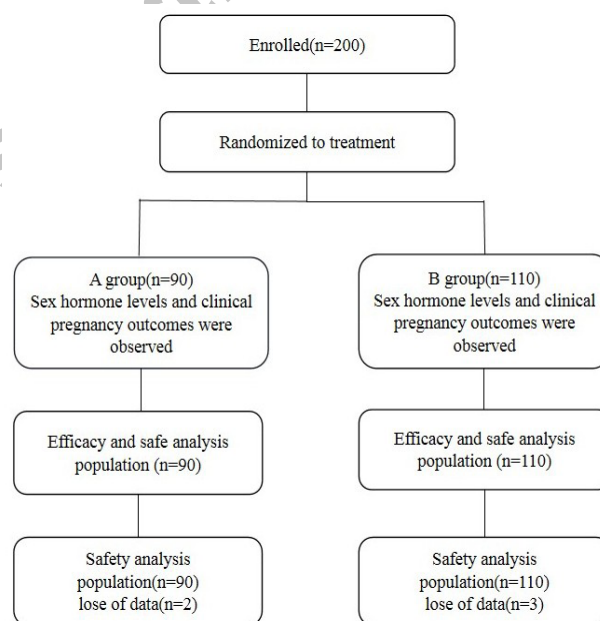 Enrolled(n=200)
Randomized to treatment
A group(n=90)
Sex hormone levels and clinical
pregnancy outcomes were
observed
B group(n=110)
Sex hormone levels and clinical
pregnancy outcomes were
observed
Efficacy and safe analysis
population (n=90)
Efficacy and safe analysis
population (n=110)
Safety analysis
population(n=90)
lose of data(n=2)
Safety analysis
population(n=110)
lose of data(n=3)